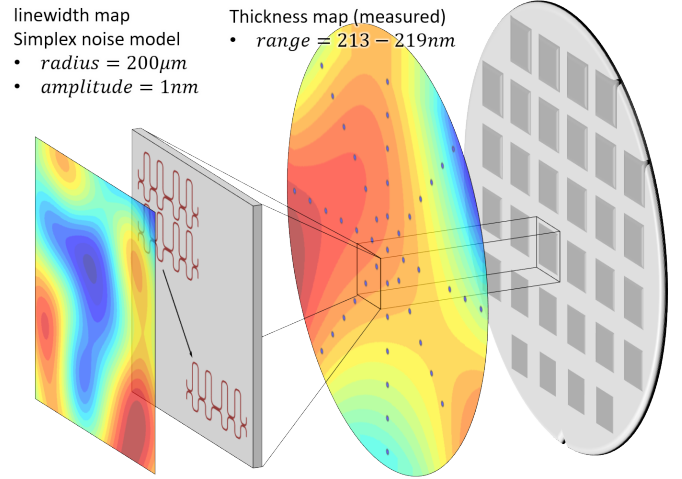 linewidth map
Simplex noise model
• radius = 200μm
• amplitude = 1nm
Thickness map (measured)
• range = 213 − 219nm